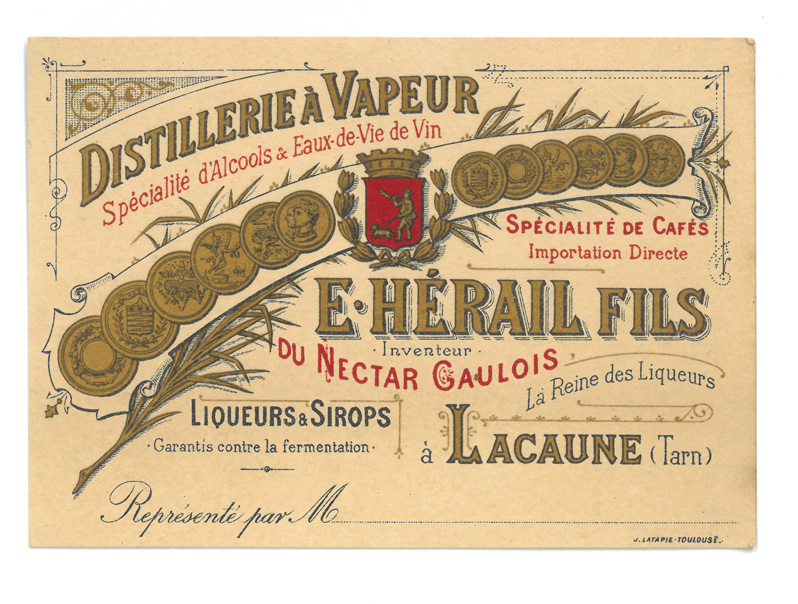 DISTILLERIE À VAPEUR
Spécialité d'Alcools & Eaux-de-Vie de Vin
SPÉCIALITÉ DE CAFÉS
Importation Directe
E. HÉRAIL FILS
· Inventeur ·
DU NECTAR GAULOIS
La Reine des Liqueurs
LIQUEURS & SIROPS
· Garantis contre la fermentation ·
à LACAUNE (Tarn)
Représenté par M
J. LATAPIE · TOULOUSE.